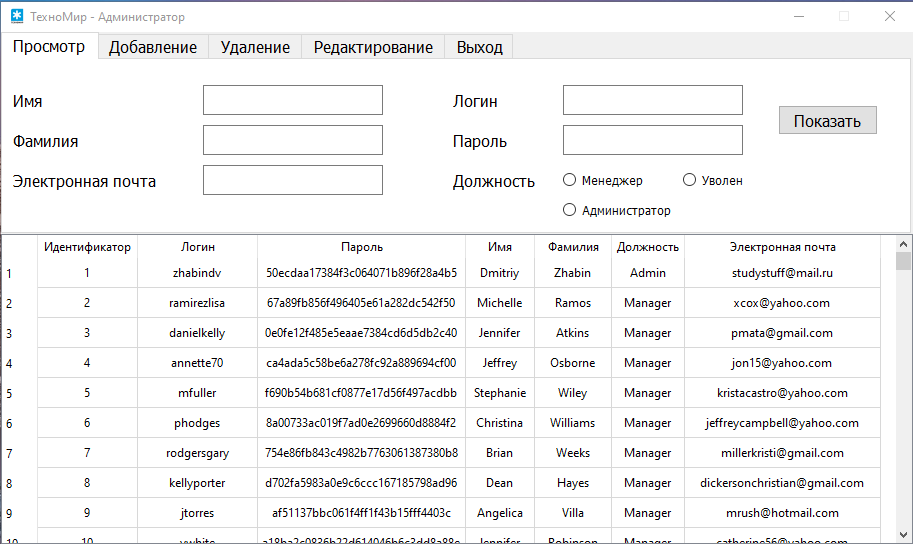 ТехноМир - Администратор
Просмотр Добавление Удаление Редактирование Выход
Имя Логин
Показать
Фамилия Пароль
Электронная почта Должность Менеджер Уволен
Администратор
Идентификатор Логин Пароль Имя Фамилия Должность Электронная почта
1 1 zhabindv 50ecdaa17384f3c064071b896f28a4b5 Dmitriy Zhabin Admin studystuff@mail.ru
2 2 ramirezlisa 67a89fb856f496405e61a282dc542f50 Michelle Ramos Manager xcox@yahoo.com
3 3 danielkelly 0e0fe12f485e5eaae7384cd6d5db2c40 Jennifer Atkins Manager pmata@gmail.com
4 4 annette70 ca4ada5c58be6a278fc92a889694cf00 Jeffrey Osborne Manager jon15@yahoo.com
5 5 mfuller f690b54b681cf0877e17d56f497acdbb Stephanie Wiley Manager kristacastro@yahoo.com
6 6 phodges 8a00733ac019f7ad0e2699660d8884f2 Christina Williams Manager jeffreycampbell@yahoo.com
7 7 rodgersgary 754e86fb843c4982b7763061387380b8 Brian Weeks Manager millerkristi@gmail.com
8 8 kellyporter d702fa5983a0e9c6ccc167185798ad96 Dean Hayes Manager dickersonchristian@gmail.com
9 9 jtorres af51137bbc061f4ff1f43b15fff4403c Angelica Villa Manager mrush@hotmail.com
10 10 Jennifer Robinson Manager catherine56@yahoo.com